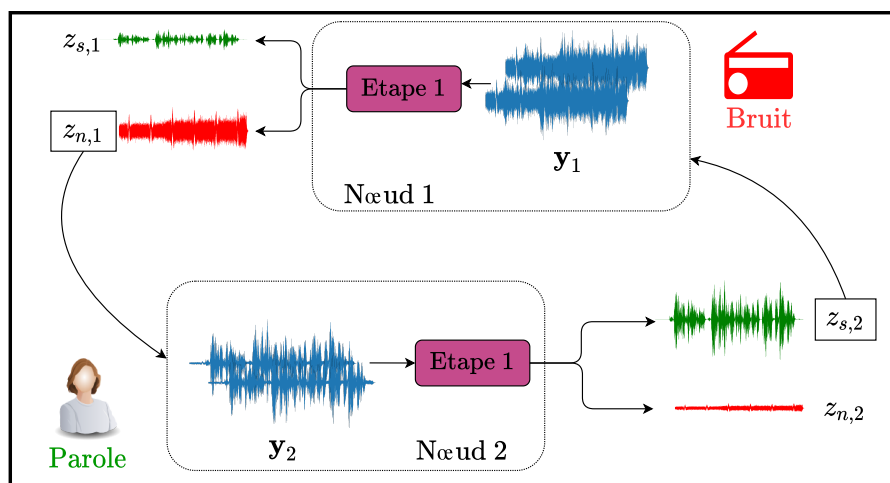 z_{s,1}
Etape 1
Bruit
z_{n,1}
y_1
Nœud 1
z_{s,2}
Etape 1
z_{n,2}
Parole
y_2
Nœud 2